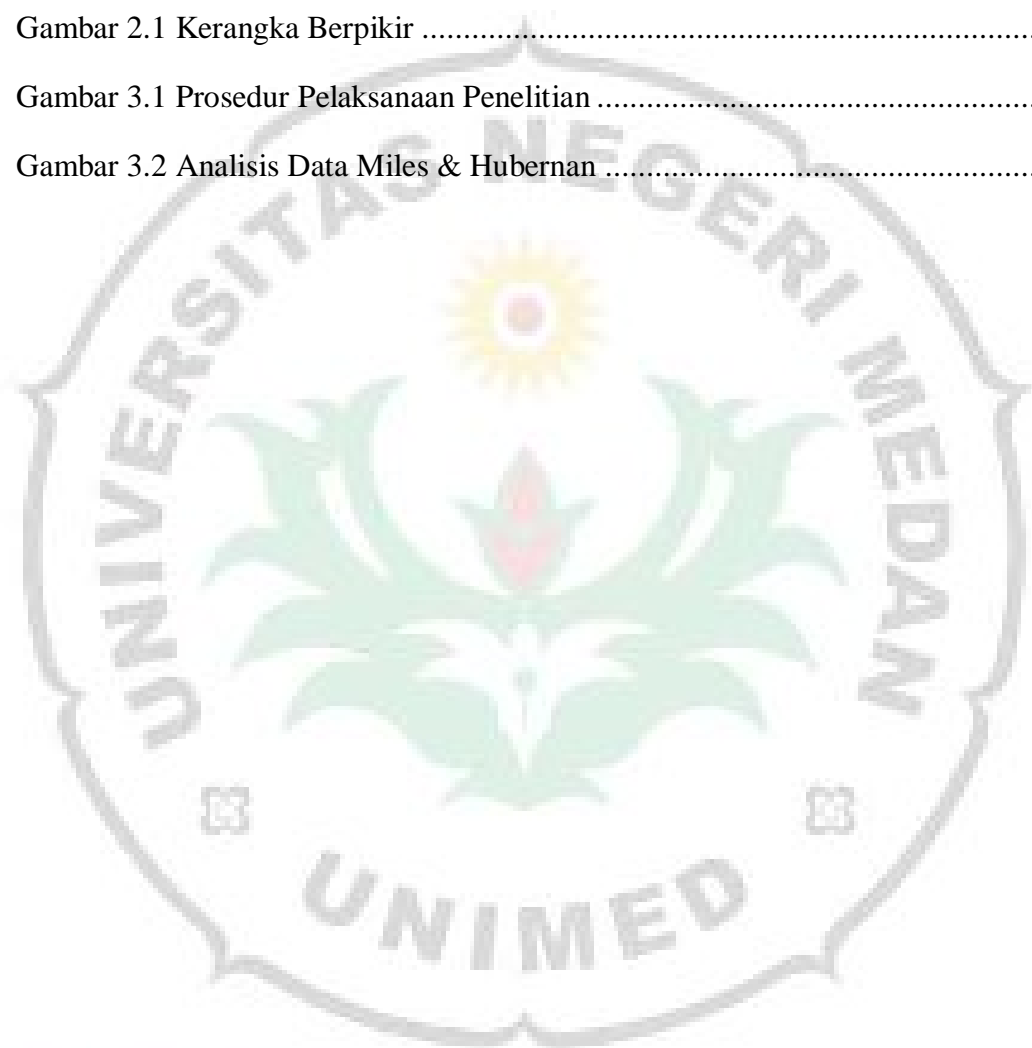 Gambar 2.1 Kerangka Berpikir ..........................................................................
Gambar 3.1 Prosedur Pelaksanaan Penelitian .....................................................
Gambar 3.2 Analisis Data Miles & Hubernan ....................................................
UNIVERSITAS NEGERI MEDAN
UNIMED